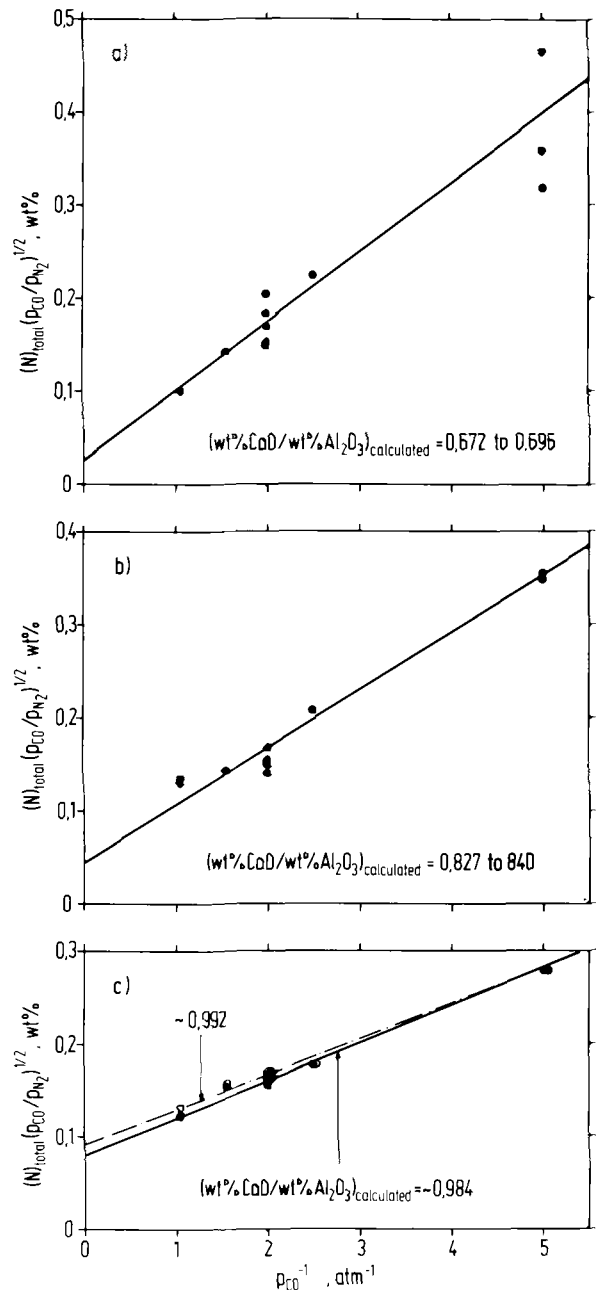 a)
0,5
0,4
0,3
0,2
0,1
0
(N)total (pCO/pN2)1/2, wt%
(wt%CaO/wt%Al2O3)calculated = 0,672 to 0,696
b)
0,4
0,3
0,2
0,1
0
(N)total (pCO/pN2)1/2, wt%
(wt%CaO/wt%Al2O3)calculated = 0,827 to 840
c)
0,3
0,2
0,1
0
(N)total (pCO/pN2)1/2, wt%
~0,992
(wt%CaO/wt%Al2O3)calculated = ~0,984
0 1 2 3 4 5
pCO-1 , atm-1